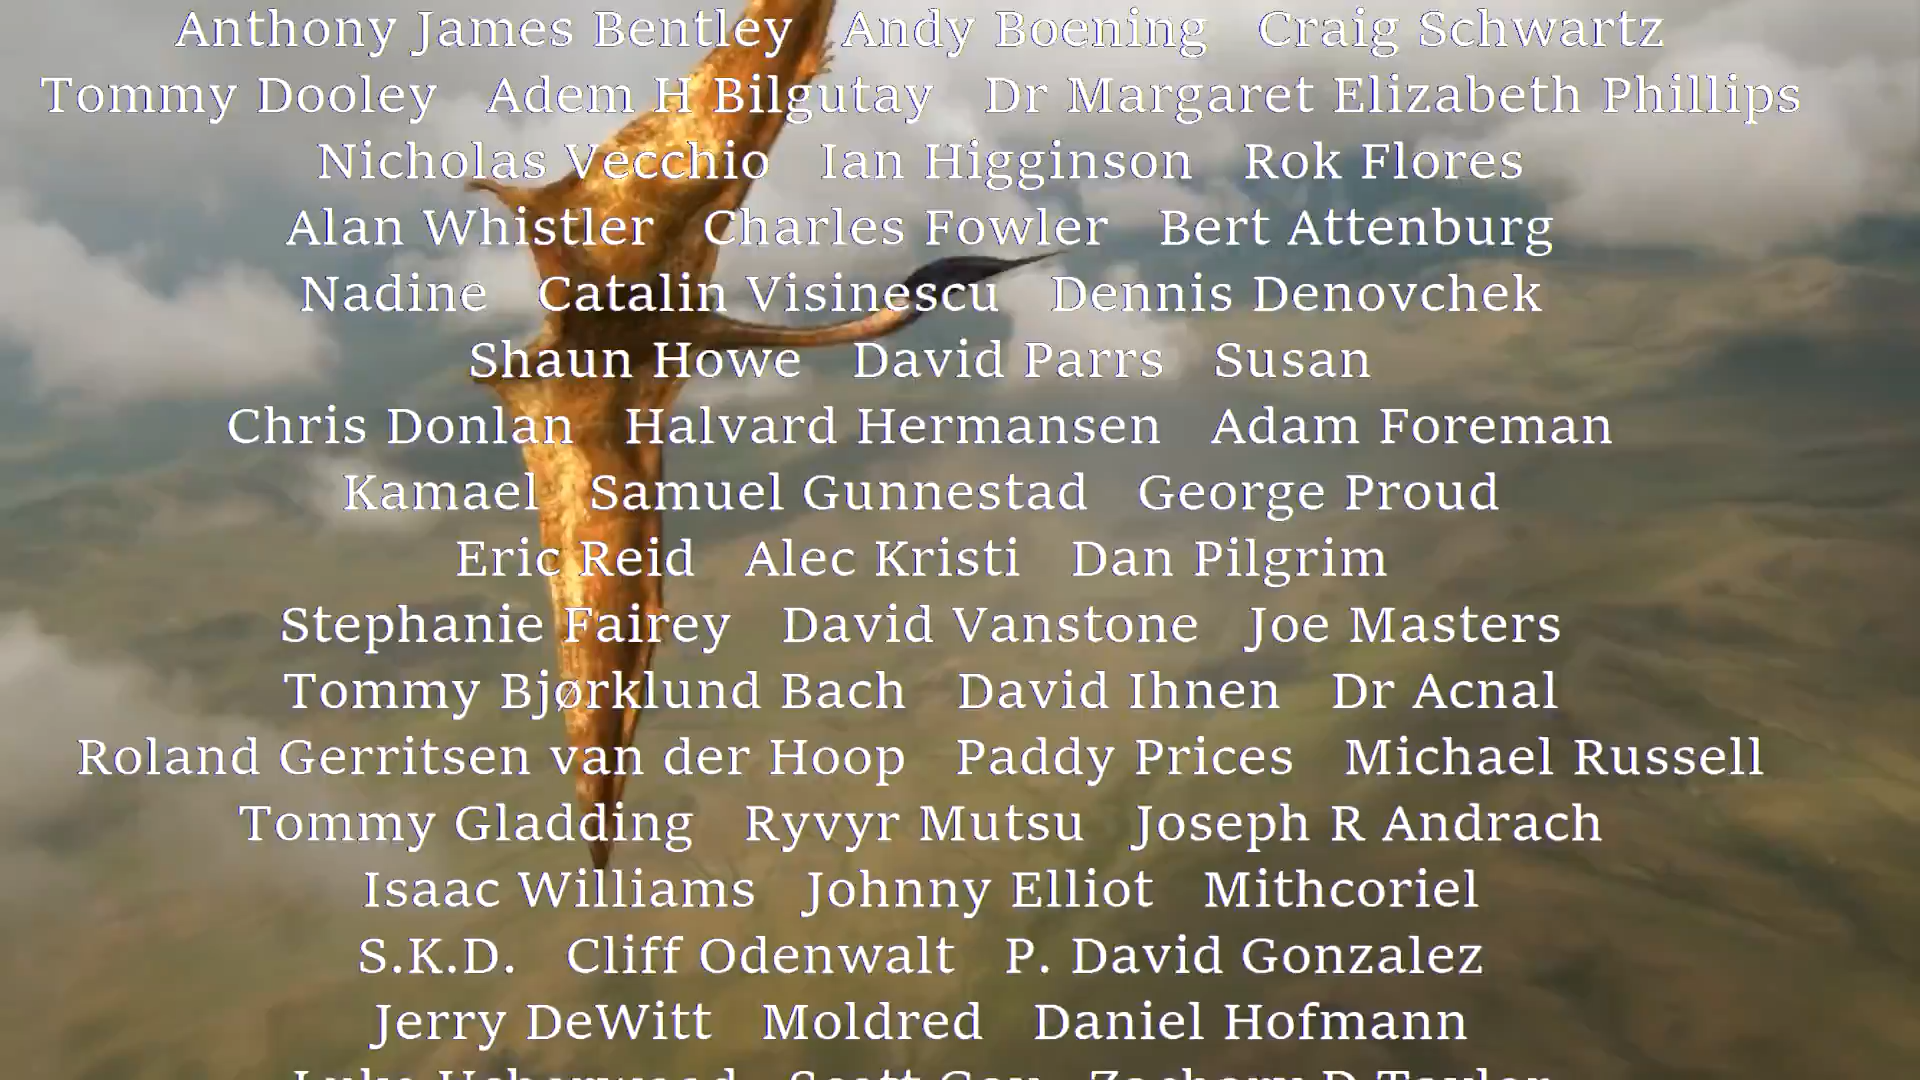 Anthony James Bentley Andy Boening Craig Schwartz
Tommy Dooley Adem H Bilgutay Dr Margaret Elizabeth Phillips
Nicholas Vecchio Ian Higginson Rok Flores
Alan Whistler Charles Fowler Bert Attenburg
Nadine Catalin Visinescu Dennis Denovchek
Shaun Howe David Parrs Susan
Chris Donlan Halvard Hermansen Adam Foreman
Kamael Samuel Gunnestad George Proud
Eric Reid Alec Kristi Dan Pilgrim
Stephanie Fairey David Vanstone Joe Masters
Tommy Bjørklund Bach David Ihnen Dr Acnal
Roland Gerritsen van der Hoop Paddy Prices Michael Russell
Tommy Gladding Ryvyr Mutsu Joseph R Andrach
Isaac Williams Johnny Elliot Mithcoriel
S.K.D. Cliff Odenwalt P. David Gonzalez
Jerry DeWitt Moldred Daniel Hofmann
Luke Scott Zachary D Taylor